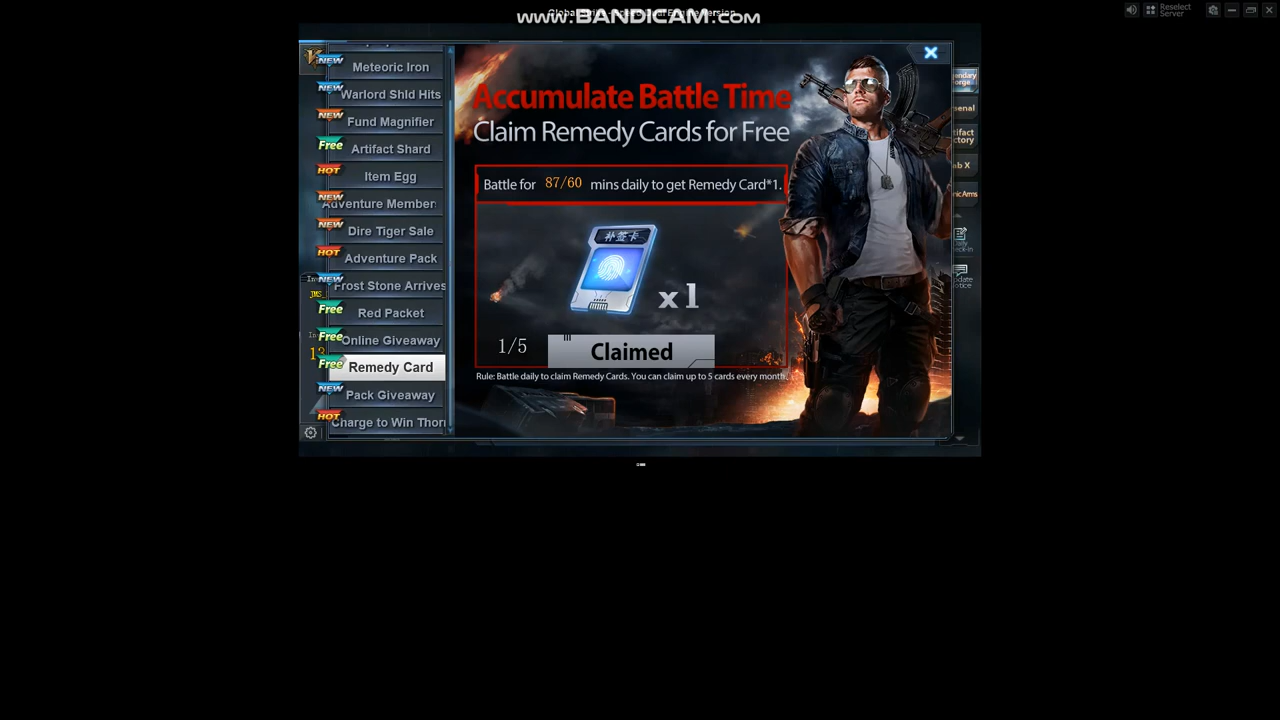 www.BANDICAM.com
Reselect
Server
NEW Meteoric Iron
NEW Warlord Shld Hits
NEW Fund Magnifier
Free Artifact Shard
HOT Item Egg
NEW Adventure Member
NEW Dire Tiger Sale
HOT Adventure Pack
NEW Frost Stone Arrives
Free Red Packet
Free Online Giveaway
Free Remedy Card
NEW Pack Giveaway
HOT Charge to Win Thor
Accumulate Battle Time
Claim Remedy Cards for Free
Battle for 87/60 mins daily to get Remedy Card*1.
补签卡
x1
1/5
Claimed
Rule: Battle daily to claim Remedy Cards. You can claim up to 5 cards every month.